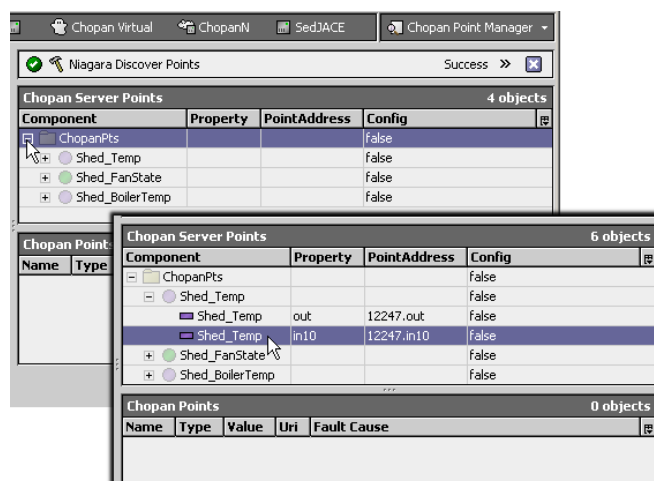 Chopan Virtual ChopanN SedJACE Chopan Point Manager
Niagara Discover Points Success »
Chopan Server Points 4 objects
Component Property PointAddress Config
ChopanPts false
Shed_Temp false
Shed_FanState false
Shed_BoilerTemp false
Chopan Points
Name Type
Chopan Server Points 6 objects
Component Property PointAddress Config
ChopanPts false
Shed_Temp false
Shed_Temp out 12247.out false
Shed_Temp in10 12247.in10 false
Shed_FanState false
Shed_BoilerTemp false
Chopan Points 0 objects
Name Type Value Uri Fault Cause